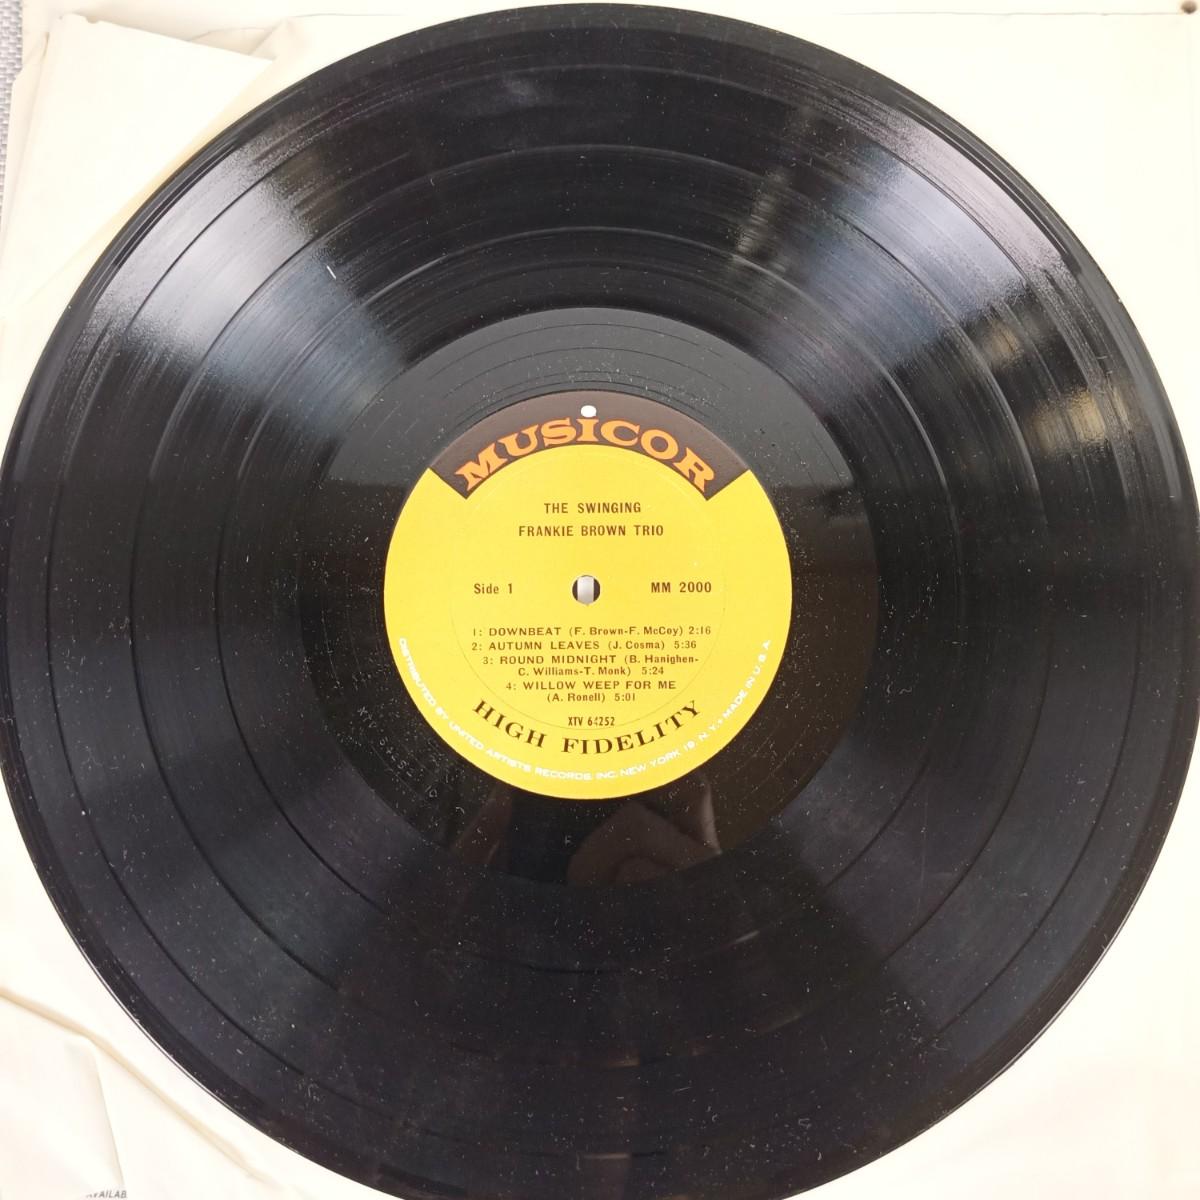 MUSiCOR
THE SWINGING
FRANKIE BROWN TRIO
Side 1
MM 2000
1: DOWNBEAT (F. Brown-F. McCoy) 2:16
2: AUTUMN LEAVES (J. Cosma) 5:36
3: ROUND MIDNIGHT (B. Hanighen-
C. Williams-T. Monk) 5:24
4: WILLOW WEEP FOR ME
(A. Ronell) 5:01
XTV 64252
HIGH FIDELITY
DISTRIBUTED BY UNITED ARTISTS RECORDS, INC. NEW YORK 19, N.Y. • MADE IN U.S.A.